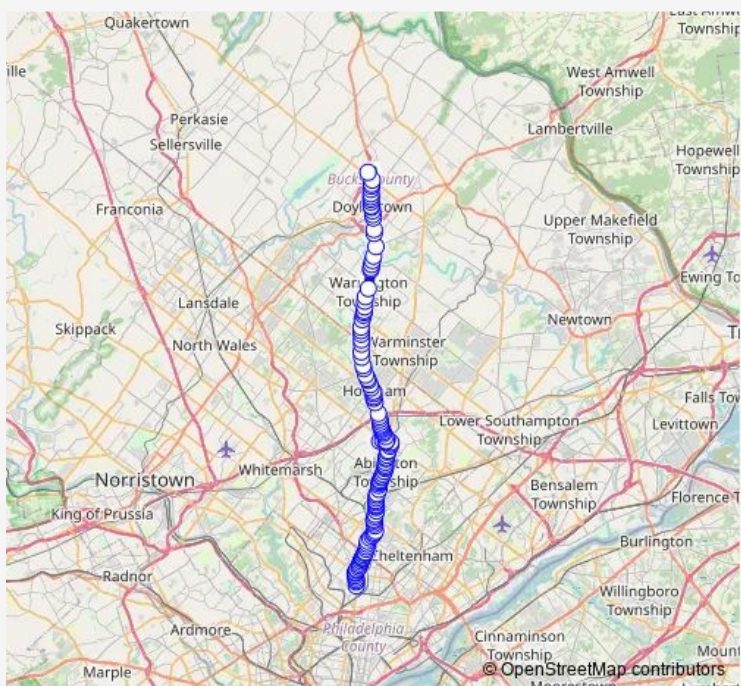 Quakertown
Township
West Amwell
Township
ille
Perkasie
Sellersville
Lambertville
Hopewell
Township
Bucks County
Franconia
Doylestown
Upper Makefield
Township
Ewing To
Warrington
Township
Lansdale
Newtown
Skippack
North Wales
Warminster
Township
Horsham
Falls Tow
Lower Southampton
Township
Levittown
Whitemarsh
Abington
Township
Norristown
Bensalem
Township
Florence T
King of Prussia
Burlington
Cheltenham
Radnor
Willingboro
Township
Ardmore
Philadelphia
County
Cinnaminson
Township
Mount
Marple
© OpenStreetMap contributors